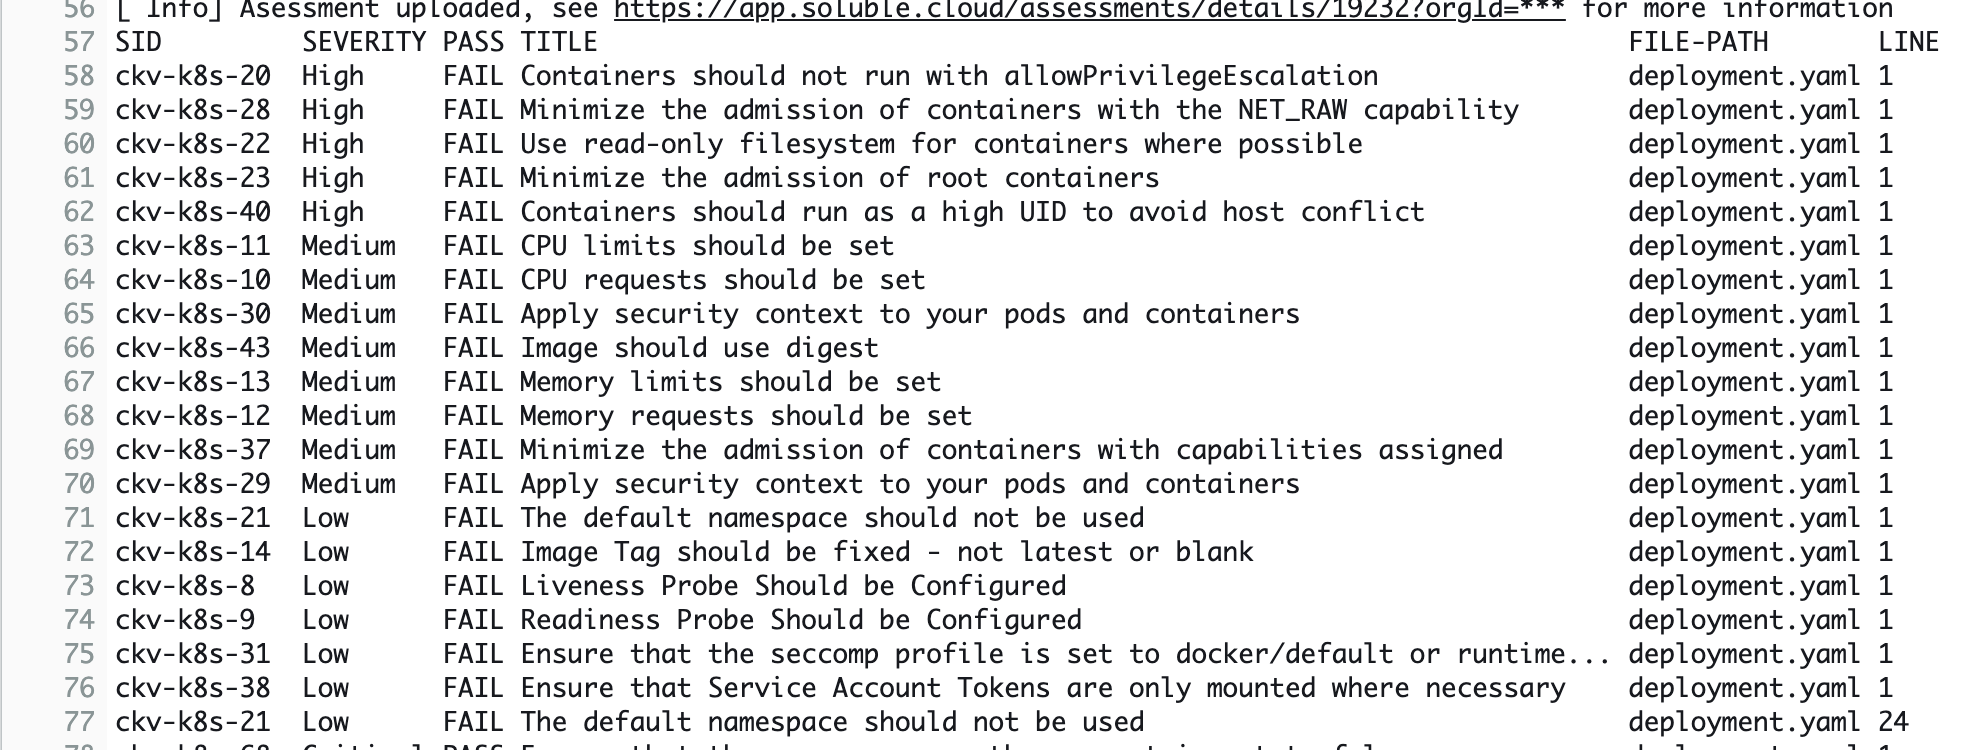 56 [ Info] Asessment uploaded, see https://app.soluble.cloud/assessments/details/19232?orgId=*** for more information
57 SID SEVERITY PASS TITLE FILE-PATH LINE
58 ckv-k8s-20 High FAIL Containers should not run with allowPrivilegeEscalation deployment.yaml 1
59 ckv-k8s-28 High FAIL Minimize the admission of containers with the NET_RAW capability deployment.yaml 1
60 ckv-k8s-22 High FAIL Use read-only filesystem for containers where possible deployment.yaml 1
61 ckv-k8s-23 High FAIL Minimize the admission of root containers deployment.yaml 1
62 ckv-k8s-40 High FAIL Containers should run as a high UID to avoid host conflict deployment.yaml 1
63 ckv-k8s-11 Medium FAIL CPU limits should be set deployment.yaml 1
64 ckv-k8s-10 Medium FAIL CPU requests should be set deployment.yaml 1
65 ckv-k8s-30 Medium FAIL Apply security context to your pods and containers deployment.yaml 1
66 ckv-k8s-43 Medium FAIL Image should use digest deployment.yaml 1
67 ckv-k8s-13 Medium FAIL Memory limits should be set deployment.yaml 1
68 ckv-k8s-12 Medium FAIL Memory requests should be set deployment.yaml 1
69 ckv-k8s-37 Medium FAIL Minimize the admission of containers with capabilities assigned deployment.yaml 1
70 ckv-k8s-29 Medium FAIL Apply security context to your pods and containers deployment.yaml 1
71 ckv-k8s-21 Low FAIL The default namespace should not be used deployment.yaml 1
72 ckv-k8s-14 Low FAIL Image Tag should be fixed - not latest or blank deployment.yaml 1
73 ckv-k8s-8 Low FAIL Liveness Probe Should be Configured deployment.yaml 1
74 ckv-k8s-9 Low FAIL Readiness Probe Should be Configured deployment.yaml 1
75 ckv-k8s-31 Low FAIL Ensure that the seccomp profile is set to docker/default or runtime... deployment.yaml 1
76 ckv-k8s-38 Low FAIL Ensure that Service Account Tokens are only mounted where necessary deployment.yaml 1
77 ckv-k8s-21 Low FAIL The default namespace should not be used deployment.yaml 24